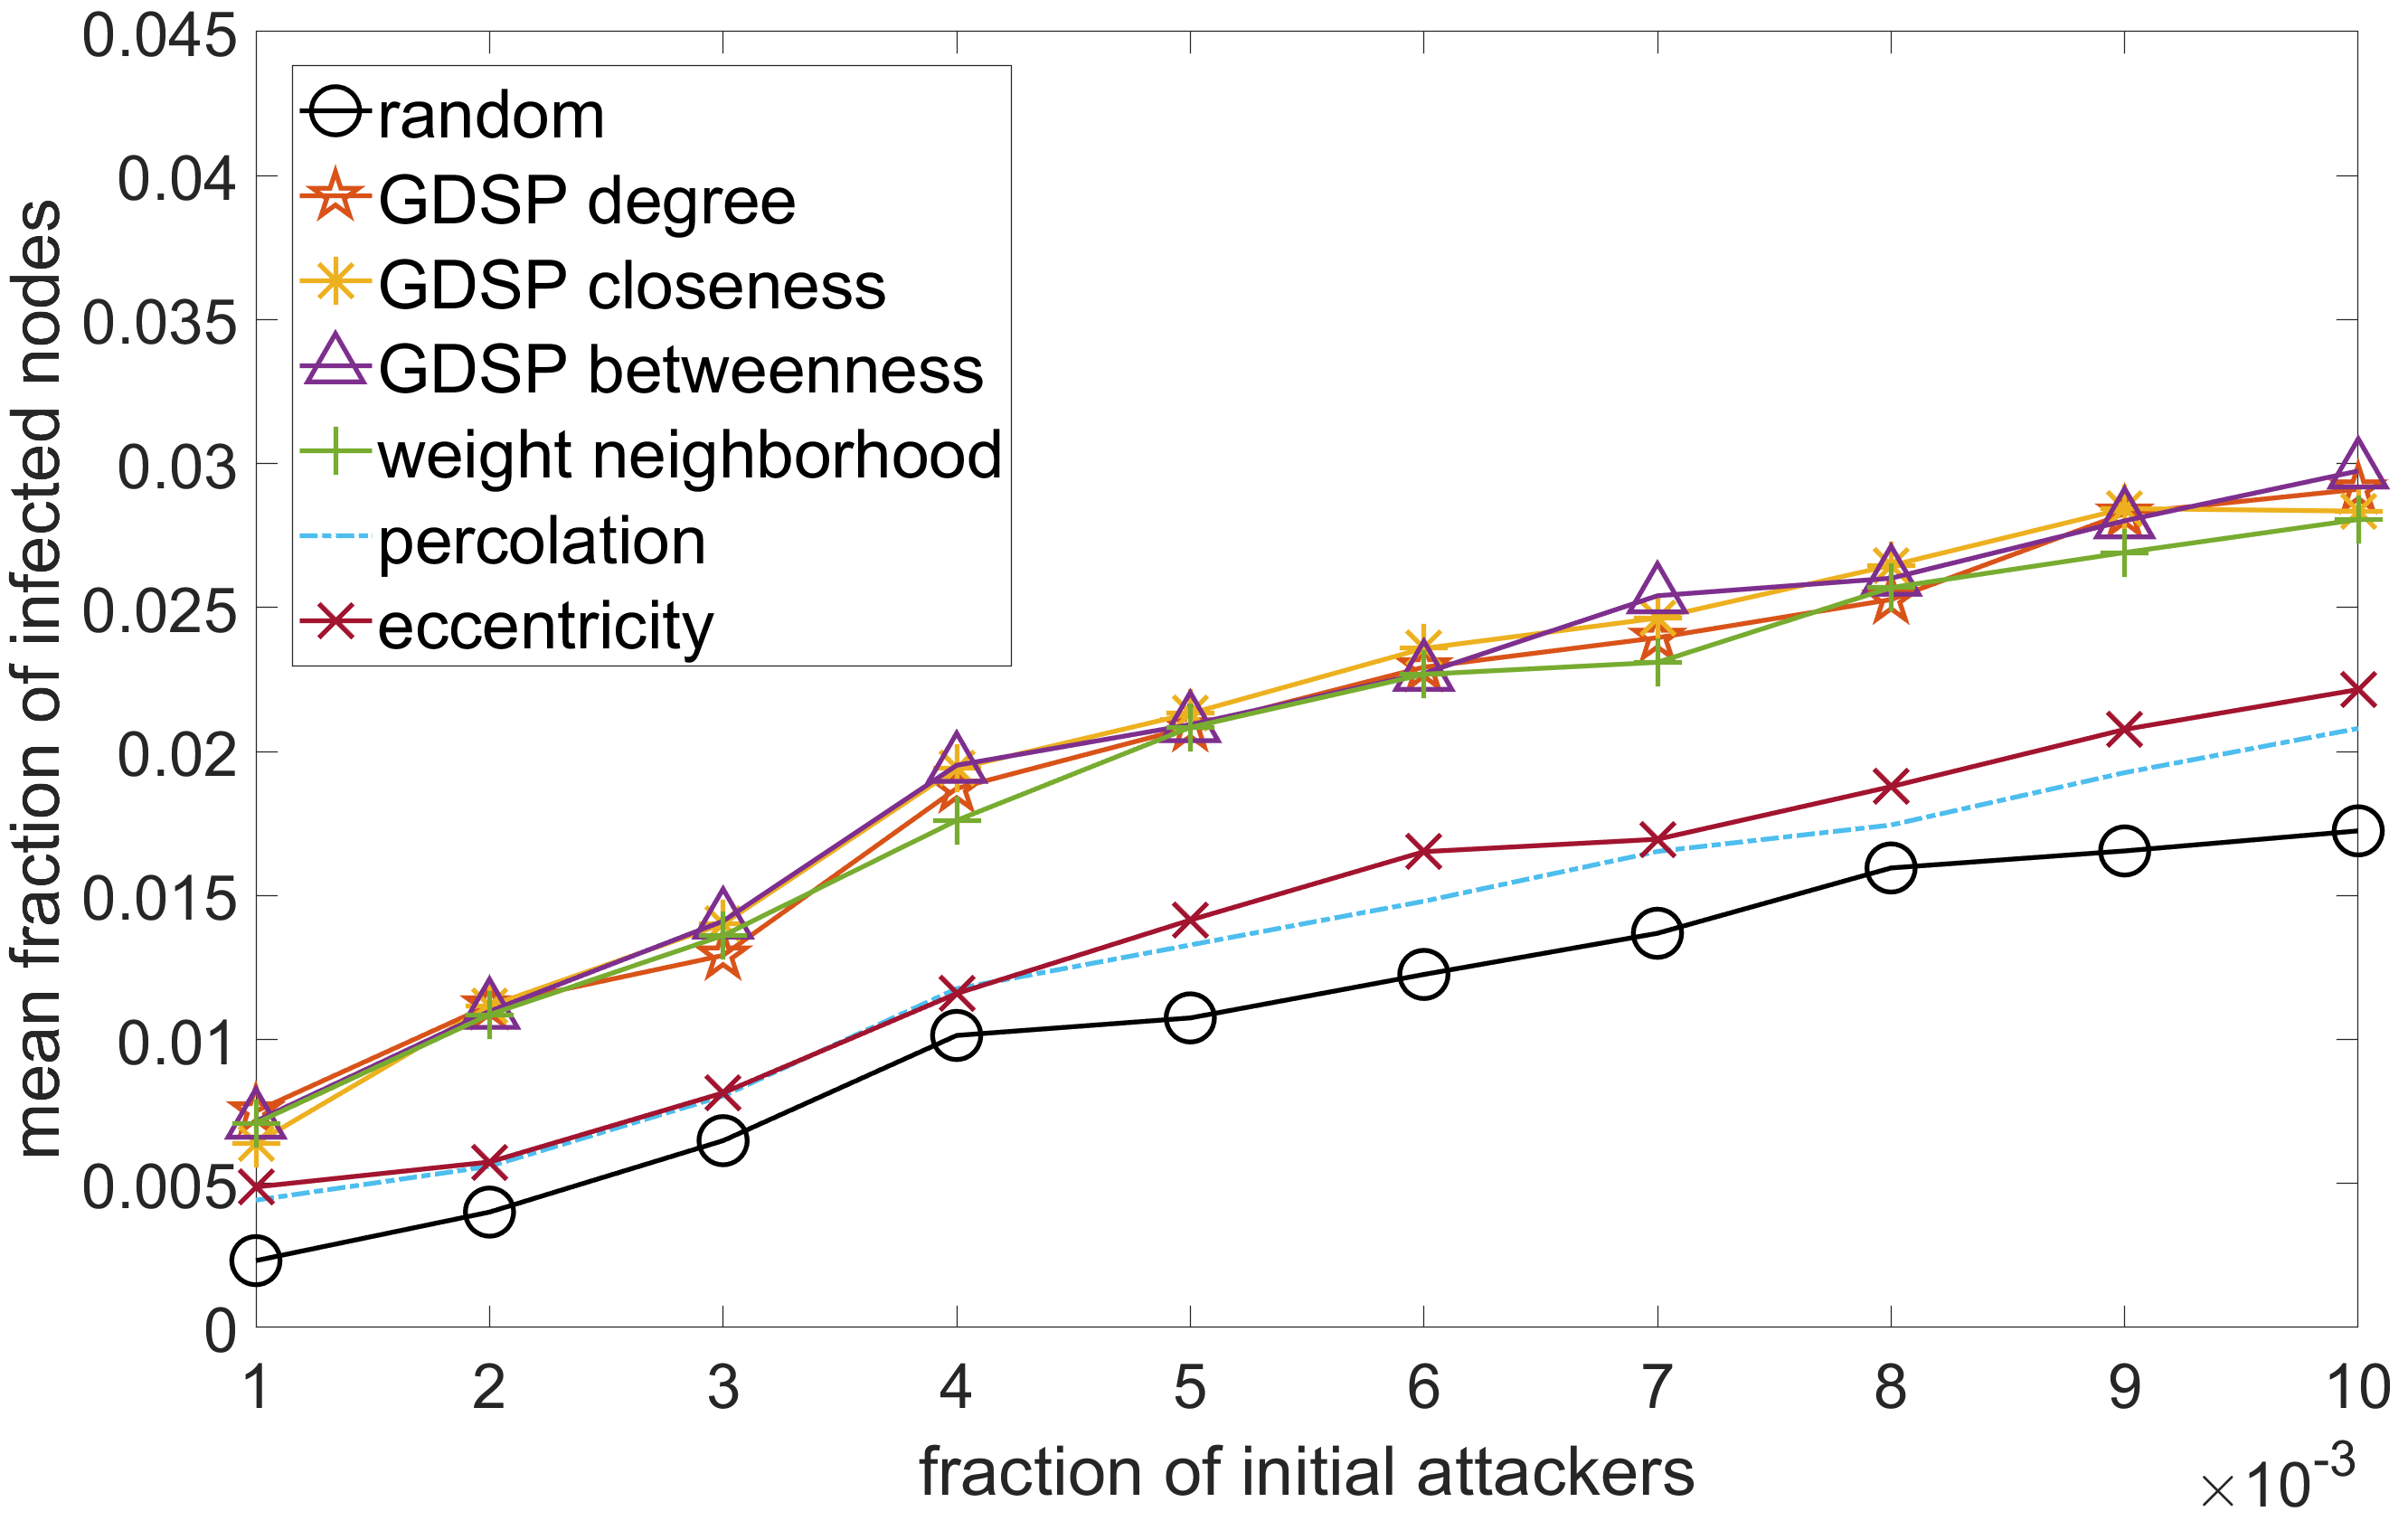 0.045
0.04
0.035
0.03
0.025
0.02
0.015
0.01
0.005
0
mean fraction of infected nodes
random
GDSP degree
GDSP closeness
GDSP betweenness
weight neighborhood
percolation
eccentricity
1 2 3 4 5 6 7 8 9 10
fraction of initial attackers
×10⁻³